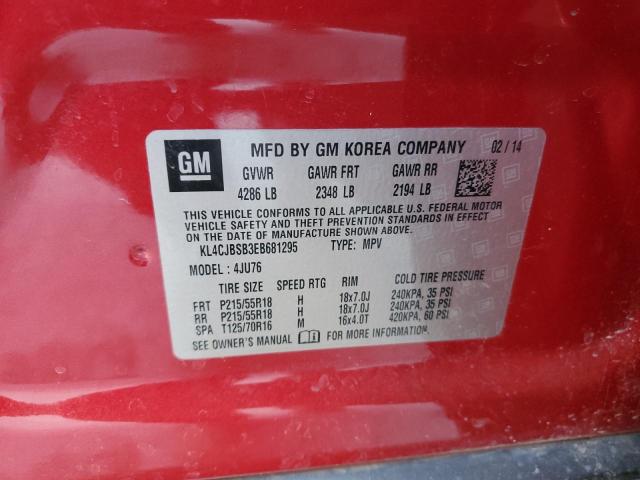 GM MFD BY GM KOREA COMPANY 02 / 14
GVWR GAWR FRT GAWR RR
4286 LB 2348 LB 2194 LB
THIS VEHICLE CONFORMS TO ALL APPLICABLE U.S. FEDERAL MOTOR
VEHICLE SAFETY AND THEFT PREVENTION STANDARDS IN EFFECT
ON THE DATE OF MANUFACTURE SHOWN ABOVE.
KL4CJBSB3EB681295 TYPE: MPV
MODEL : 4JU76
TIRE SIZE SPEED RTG RIM COLD TIRE PRESSURE
FRT P215/55R18 H 18x7.0J 240KPA, 35 PSI
RR P215/55R18 H 18x7.0J 240KPA, 35 PSI
SPA T125/70R16 M 16x4.0T 420KPA, 60 PSI
SEE OWNER'S MANUAL FOR MORE INFORMATION.